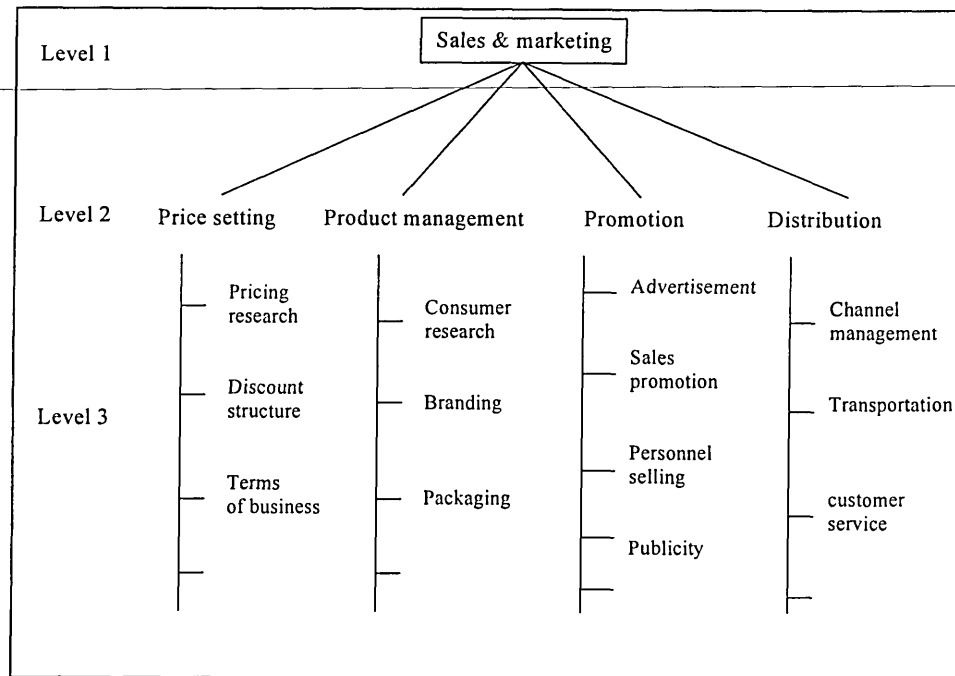 Level 1
Sales & marketing
Level 2
Price setting
Product management
Promotion
Distribution
Level 3
Pricing
research
Discount
structure
Terms
of business
Consumer
research
Branding
Packaging
Advertisement
Sales
promotion
Personnel
selling
Publicity
Channel
management
Transportation
customer
service